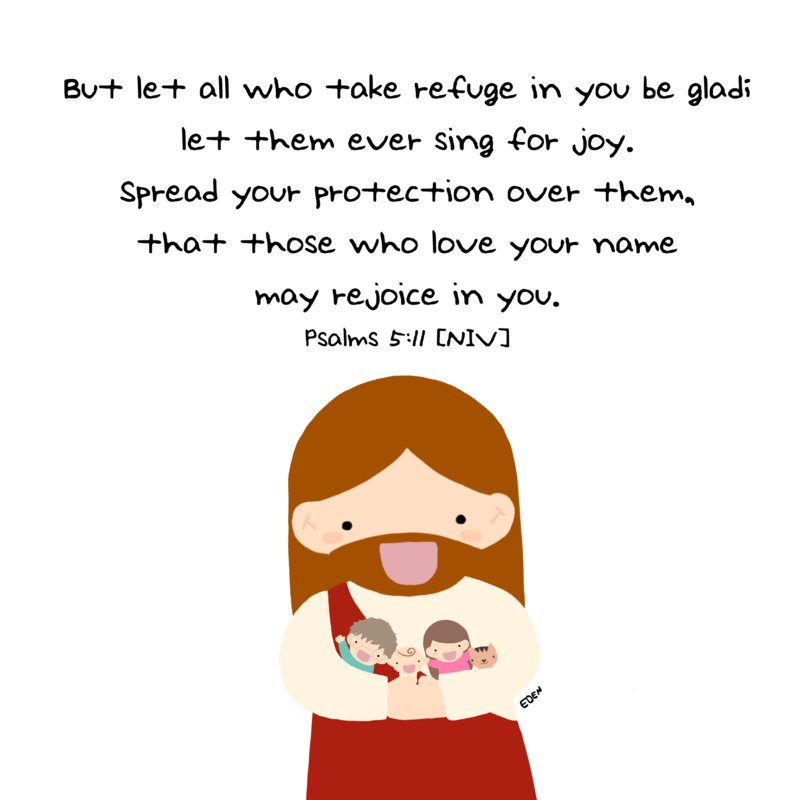 But let all who take refuge in you be gladi
let them ever sing for joy.
Spread your protection over them,
that those who love your name
may rejoice in you.
Psalms 5:11 [NIV]
EDEN